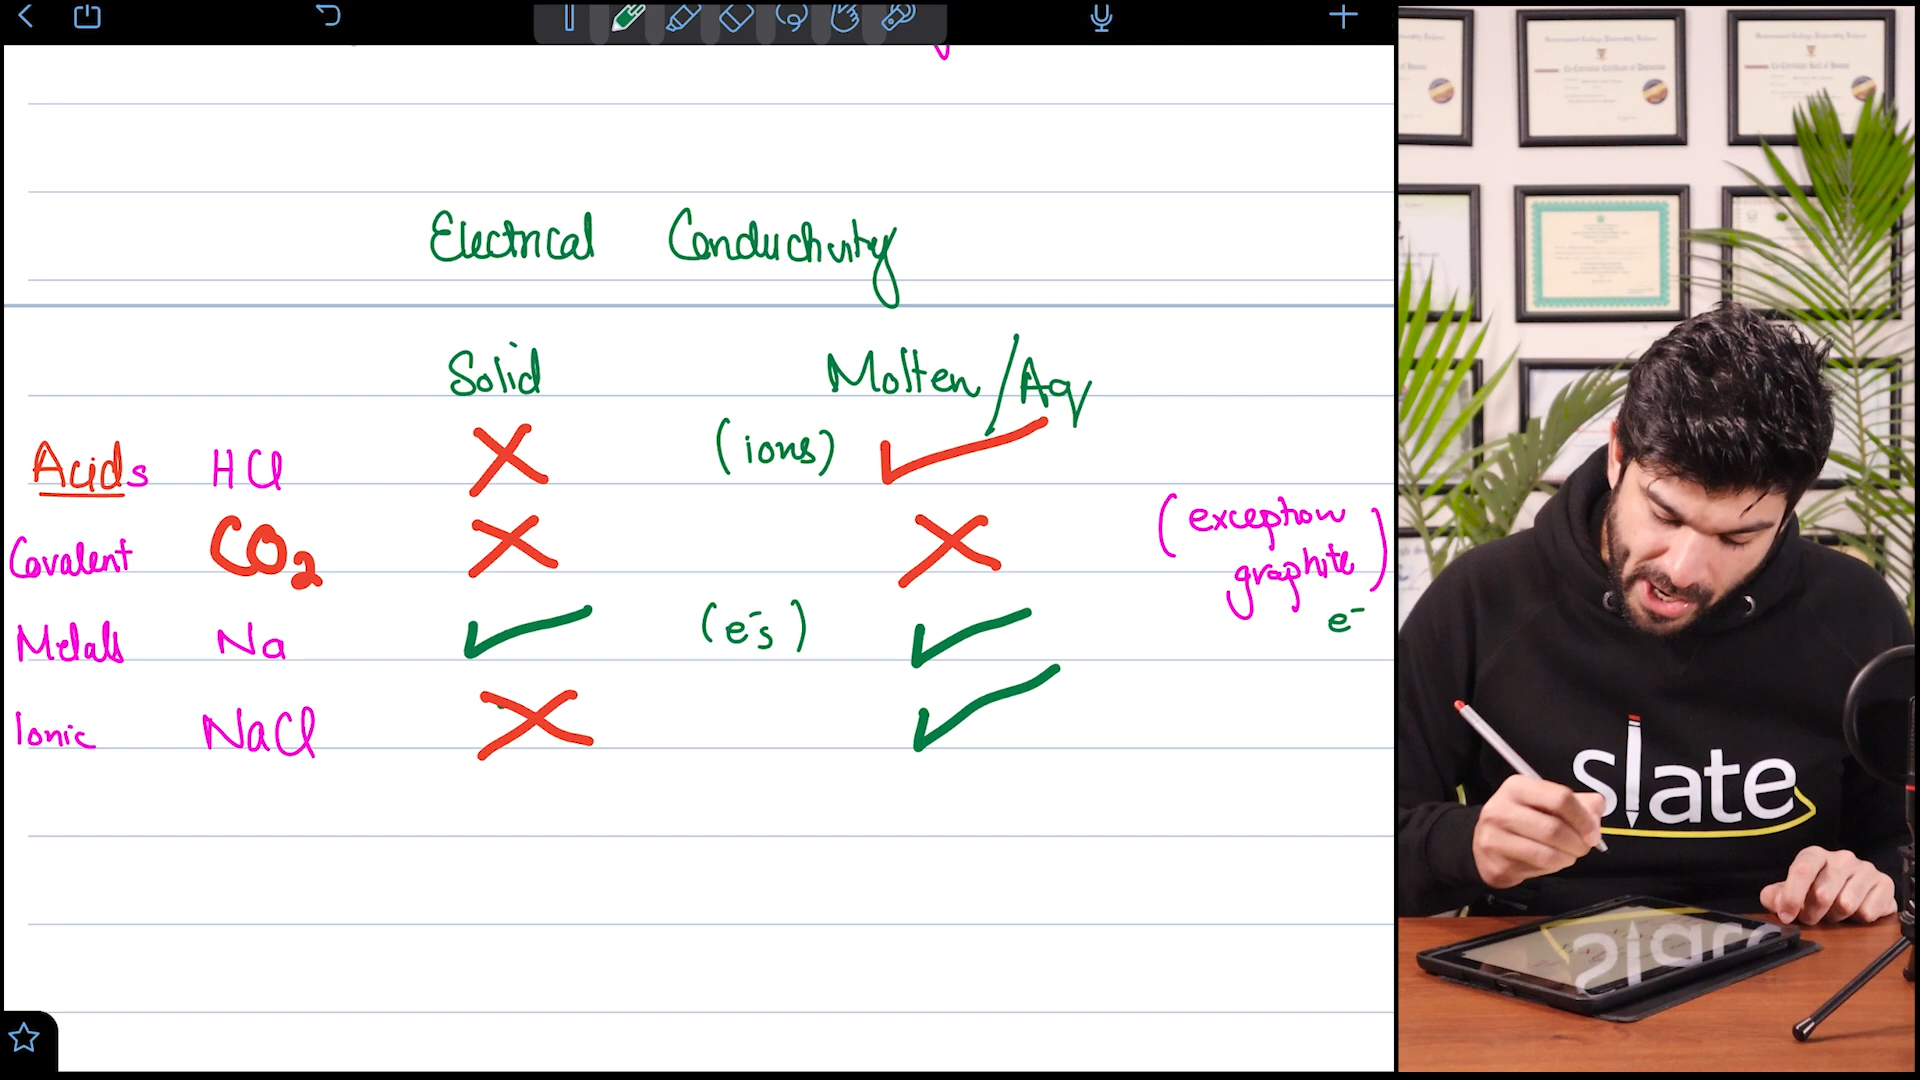 Electrical Conductivity
Solid Molten / Aq
Acids HCl (ions)
Covalent CO2 (exception graphite)
Metals Na (e-s) e-
Ionic NaCl
slate